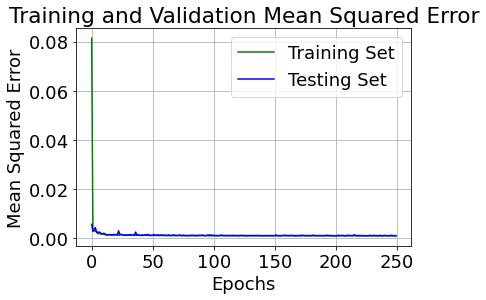 Training and Validation Mean Squared Error
Training Set
Testing Set
Mean Squared Error
0.08
0.06
0.04
0.02
0.00
0 50 100 150 200 250
Epochs